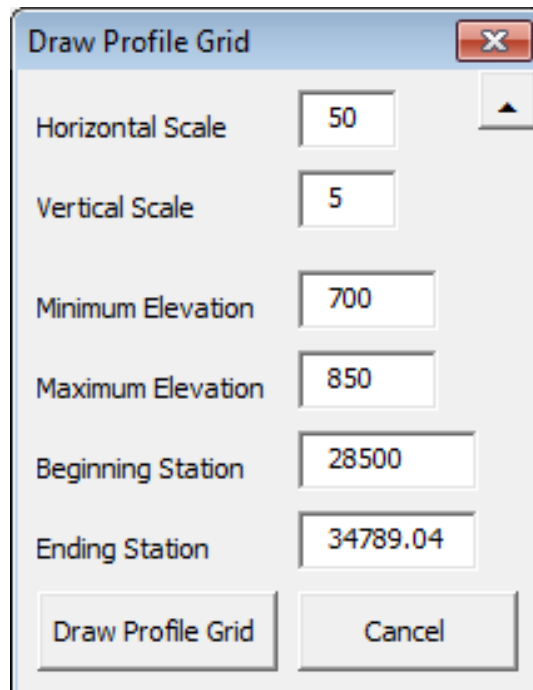 Draw Profile Grid
Horizontal Scale 50
Vertical Scale 5
Minimum Elevation 700
Maximum Elevation 850
Beginning Station 28500
Ending Station 34789.04
Draw Profile Grid Cancel